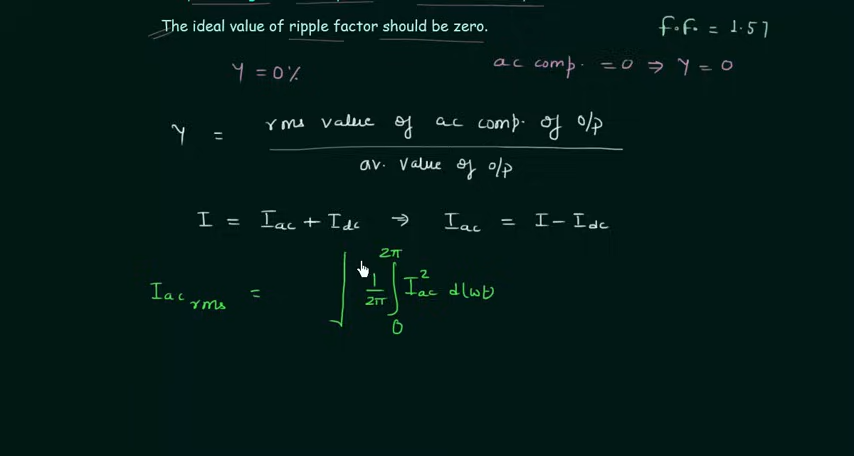 The ideal value of ripple factor should be zero.
f.f. = 1.57
γ = 0%
ac comp. = 0 ⇒ γ = 0
γ = rms value of ac comp. of o/p
av. value of o/p
I = Iac + Idc → Iac = I - Idc
Iac rms = √ 1/2π ∫₀^2π Iac² d(wt)